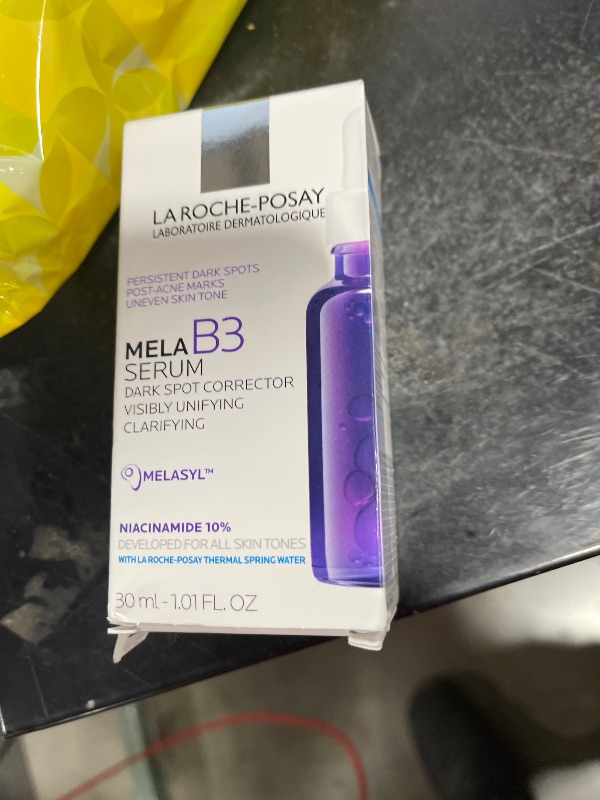 LA ROCHE-POSAY
LABORATOIRE DERMATOLOGIQUE
PERSISTENT DARK SPOTS
POST-ACNE MARKS
UNEVEN SKIN TONE
MELA B3
SERUM
DARK SPOT CORRECTOR
VISIBLY UNIFYING
CLARIFYING
MELASYL™
NIACINAMIDE 10%
DEVELOPED FOR ALL SKIN TONES
WITH LA ROCHE-POSAY THERMAL SPRING WATER
30 ml - 1.01 FL. OZ